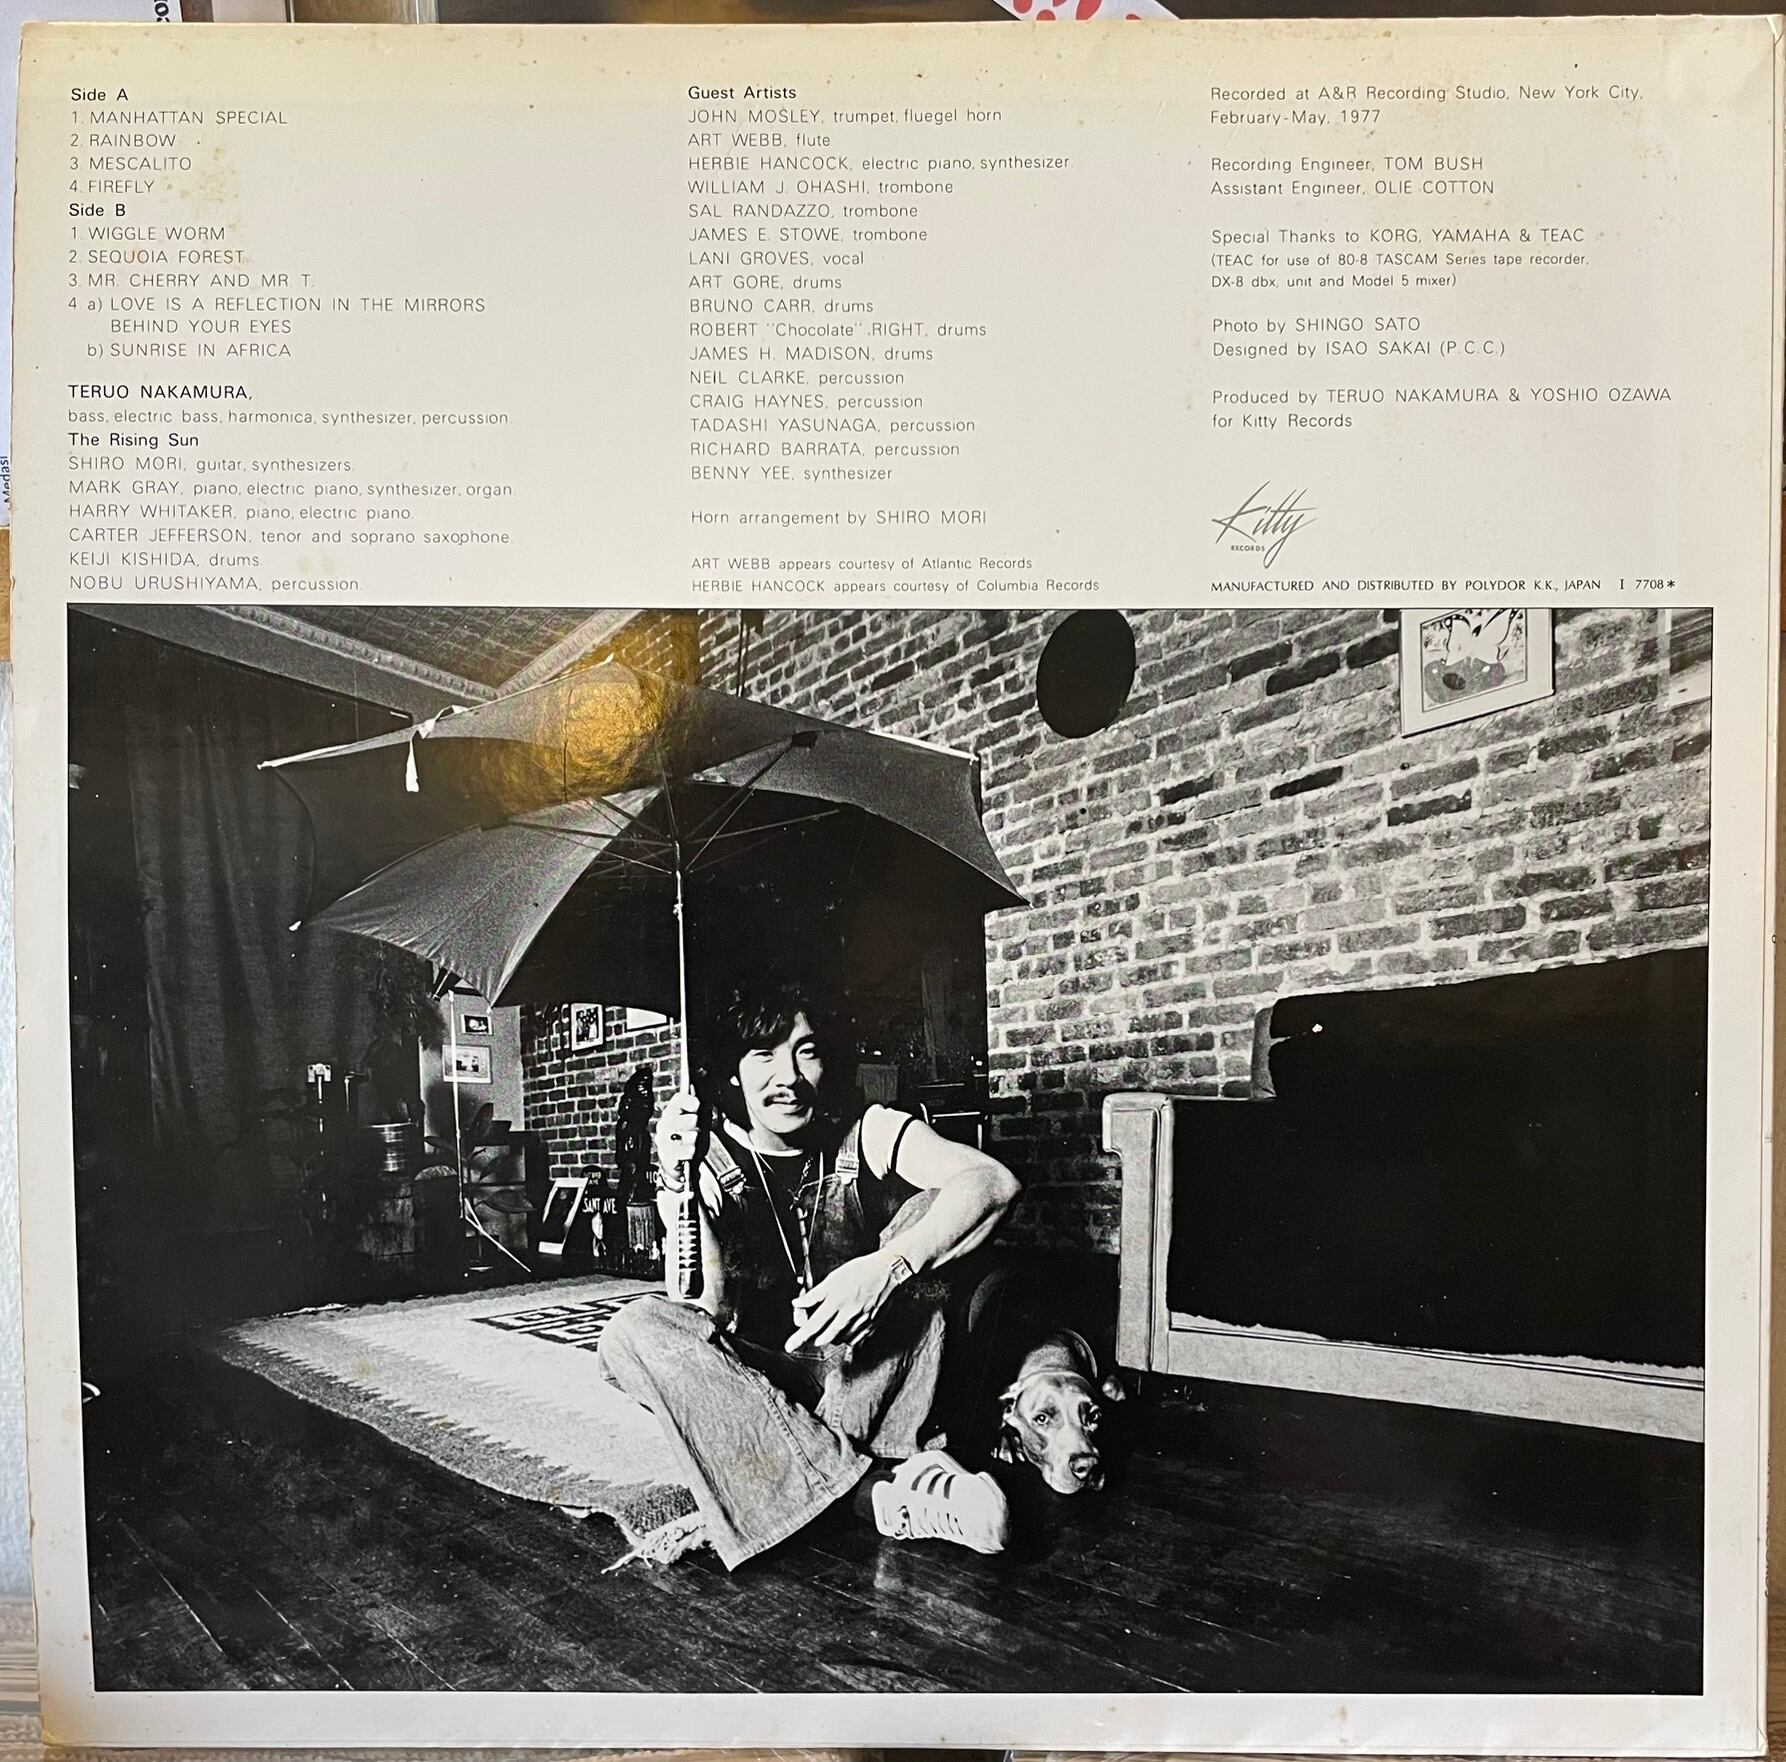 Side A
1. MANHATTAN SPECIAL
2. RAINBOW
3. MESCALITO
4. FIREFLY
Side B
1. WIGGLE WORM
2. SEQUOIA FOREST
3. MR. CHERRY AND MR. T.
4. a) LOVE IS A REFLECTION IN THE MIRRORS
BEHIND YOUR EYES
b) SUNRISE IN AFRICA
TERUO NAKAMURA,
bass, electric bass, harmonica, synthesizer, percussion.
The Rising Sun
SHIRO MORI, guitar, synthesizers.
MARK GRAY, piano, electric piano, synthesizer, organ.
HARRY WHITAKER, piano, electric piano.
CARTER JEFFERSON, tenor and soprano saxophone.
KEIJI KISHIDA, drums.
NOBU URUSHIYAMA, percussion.
Guest Artists
JOHN MOSLEY, trumpet, fluegel horn
ART WEBB, flute
HERBIE HANCOCK, electric piano, synthesizer.
WILLIAM J. OHASHI, trombone
SAL RANDAZZO, trombone
JAMES E. STOWE, trombone
LANI GROVES, vocal
ART GORE, drums
BRUNO CARR, drums
ROBERT "Chocolate" .RIGHT, drums
JAMES H. MADISON, drums
NEIL CLARKE, percussion
CRAIG HAYNES, percussion
TADASHI YASUNAGA, percussion
RICHARD BARRATA, percussion
BENNY YEE, synthesizer
Horn arrangement by SHIRO MORI
ART WEBB appears courtesy of Atlantic Records
HERBIE HANCOCK appears courtesy of Columbia Records
Recorded at A&R Recording Studio, New York City,
February-May, 1977
Recording Engineer, TOM BUSH
Assistant Engineer, OLIE COTTON
Special Thanks to KORG, YAMAHA & TEAC
(TEAC for use of 80-8 TASCAM Series tape recorder,
DX-8 dbx, unit and Model 5 mixer)
Photo by SHINGO SATO
Designed by ISAO SAKAI (P.C.C.)
Produced by TERUO NAKAMURA & YOSHIO OZAWA
for Kitty Records
Kitty
RECORDS
MANUFACTURED AND DISTRIBUTED BY POLYDOR K.K., JAPAN I 7708*
Medasi
SANT AVE